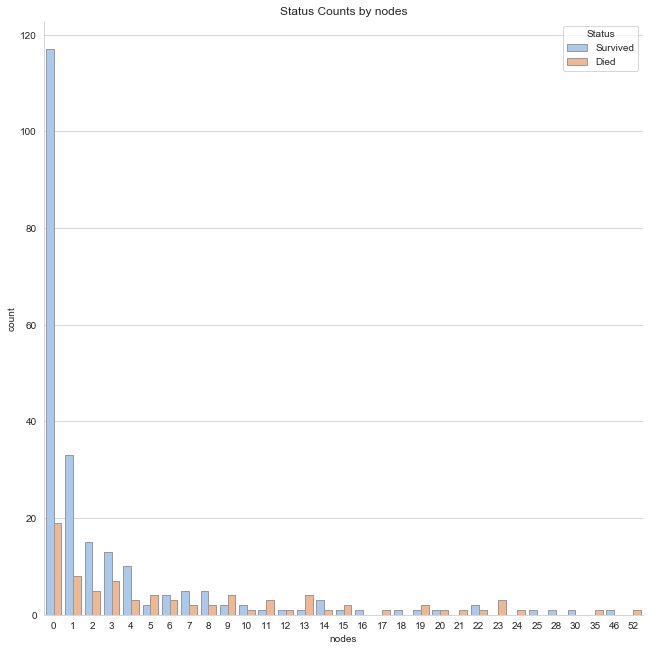 Status Counts by nodes
Status
Survived
Died
120
100
80
60
40
20
0
count
0 1 2 3 4 5 6 7 8 9 10 11 12 13 14 15 16 17 18 19 20 21 22 23 24 25 28 30 35 46 52
nodes